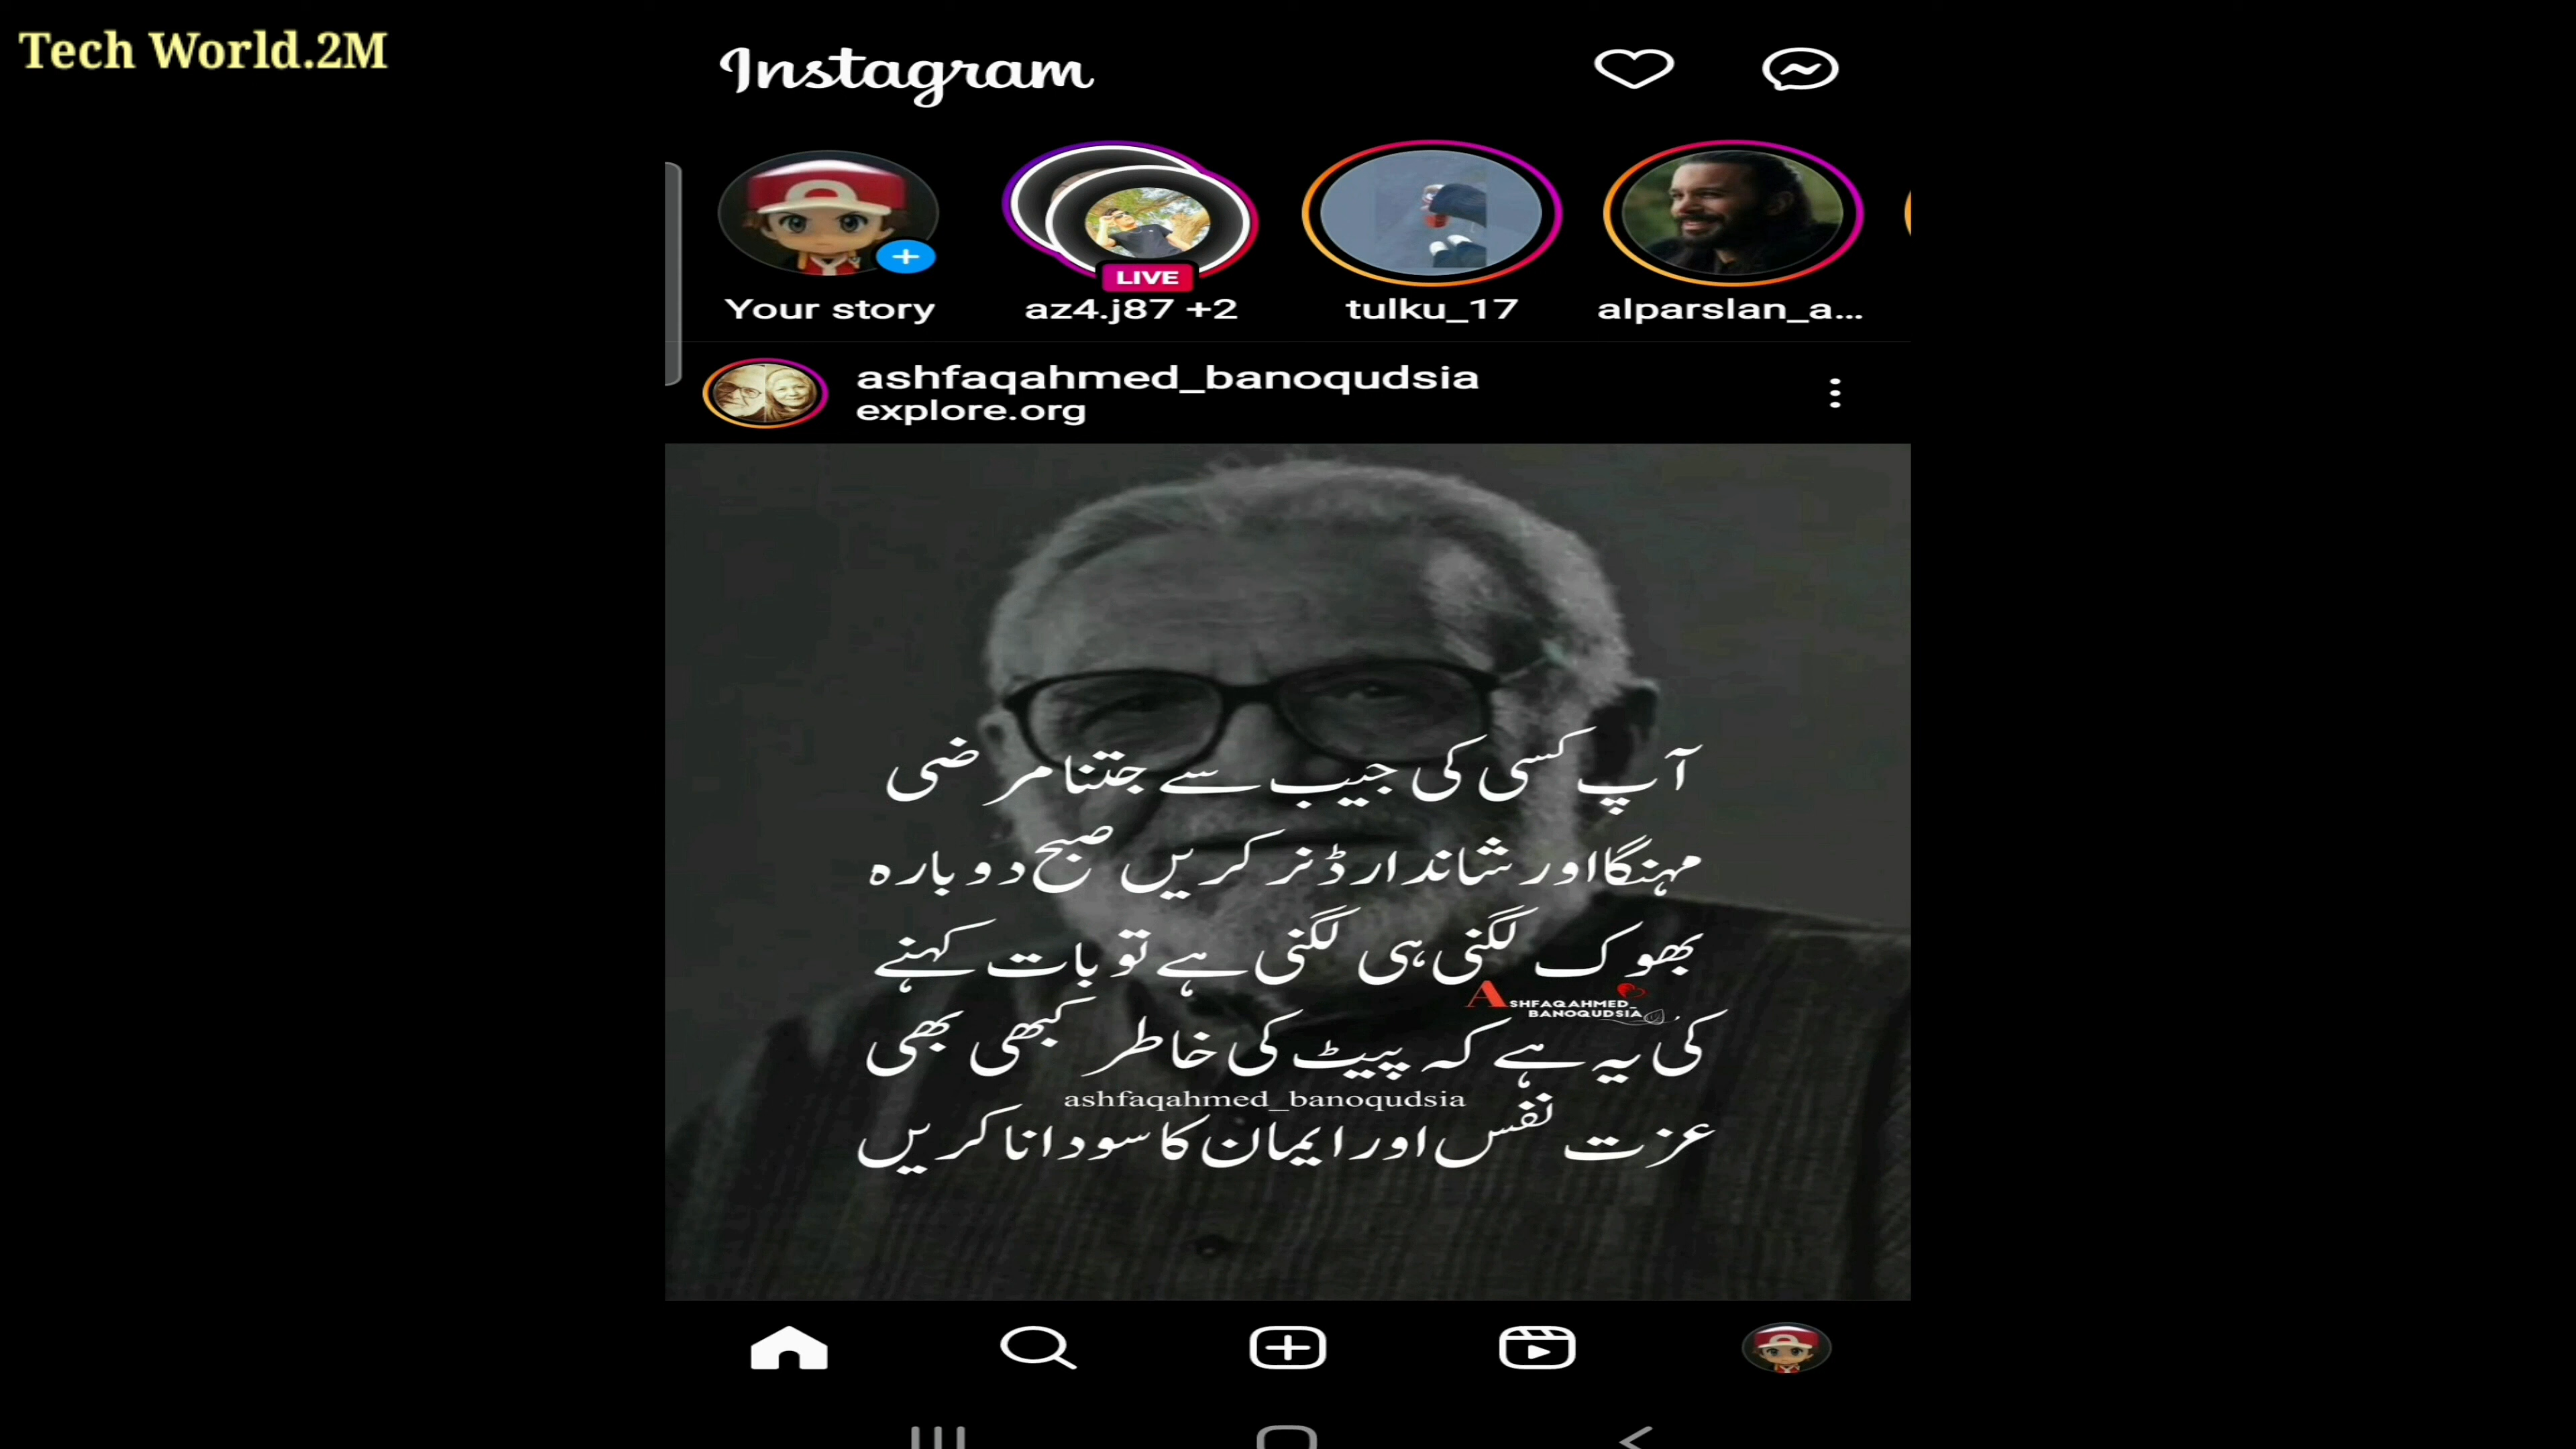 Tech World.2M
Instagram
LIVE
Your story
az4.j87 +2
tulku_17
alparslan_a...
ashfaqahmed_banoqudsia
explore.org
آپ کسی کی جیب سے جتنا مرضی
مہنگا اور شاندار ڈنر کریں صبح دوبارہ
بھوک لگنی ہی لگنی ہے تو بات کہنے
ASHFAQAHMED_
BANOQUDSIA
کی یہ ہے کہ پیٹ کی خاطر کبھی بھی
ashfaqahmed_banoqudsia
عزت نفس اور ایمان کا سودا نا کریں